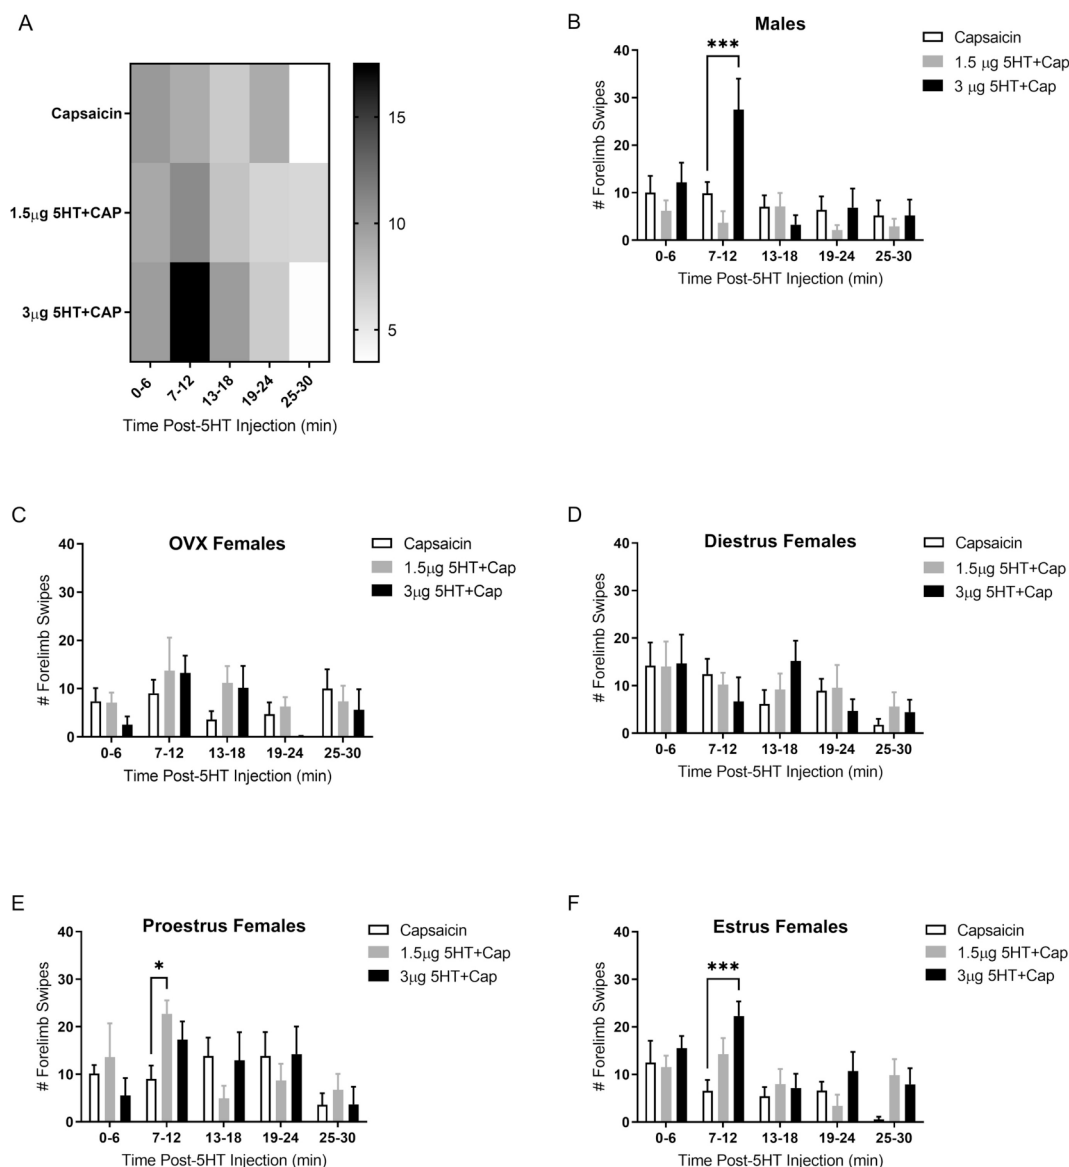 A
Capsaicin
1.5μg 5HT+CAP
3μg 5HT+CAP
15
10
5
0-6
7-12
13-18
19-24
25-30
Time Post-5HT Injection (min)
B
Males
Capsaicin
1.5 μg 5HT+Cap
3 μg 5HT+Cap
***
# Forelimb Swipes
40
30
20
10
0
0-6 7-12 13-18 19-24 25-30
Time Post-5HT Injection (min)
C
OVX Females
Capsaicin
1.5μg 5HT+Cap
3μg 5HT+Cap
# Forelimb Swipes
40
30
20
10
0
0-6 7-12 13-18 19-24 25-30
Time Post-5HT Injection (min)
D
Diestrus Females
Capsaicin
1.5μg 5HT+Cap
3μg 5HT+Cap
# Forelimb Swipes
40
30
20
10
0
0-6 7-12 13-18 19-24 25-30
Time Post-5HT Injection (min)
E
Proestrus Females
Capsaicin
1.5μg 5HT+Cap
3μg 5HT+Cap
*
# Forelimb Swipes
40
30
20
10
0
0-6 7-12 13-18 19-24 25-30
Time Post-5HT Injection (min)
F
Estrus Females
Capsaicin
1.5μg 5HT+Cap
3μg 5HT+Cap
***
# Forelimb Swipes
40
30
20
10
0
0-6 7-12 13-18 19-24 25-30
Time Post-5HT Injection (min)